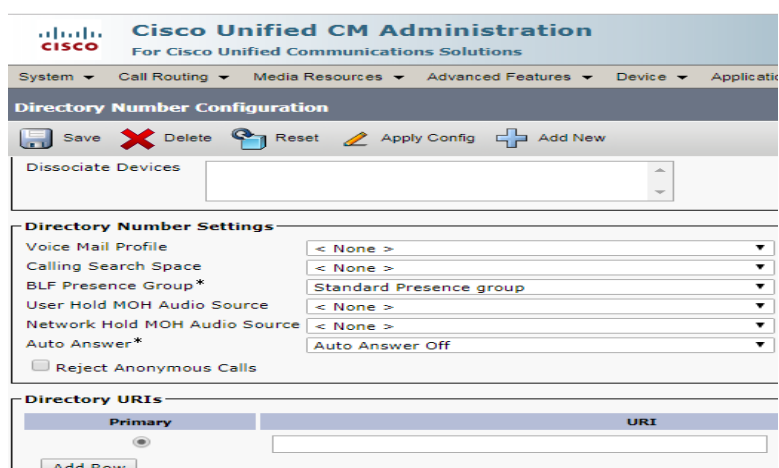 Cisco Unified CM Administration
CISCO
For Cisco Unified Communications Solutions
System Call Routing Media Resources Advanced Features Device Applicatic
Directory Number Configuration
Save Delete Reset Apply Config Add New
Dissociate Devices
Directory Number Settings
Voice Mail Profile < None >
Calling Search Space < None >
BLF Presence Group* Standard Presence group
User Hold MOH Audio Source < None >
Network Hold MOH Audio Source < None >
Auto Answer* Auto Answer Off
Reject Anonymous Calls
Directory URIs
Primary URI
Add Row